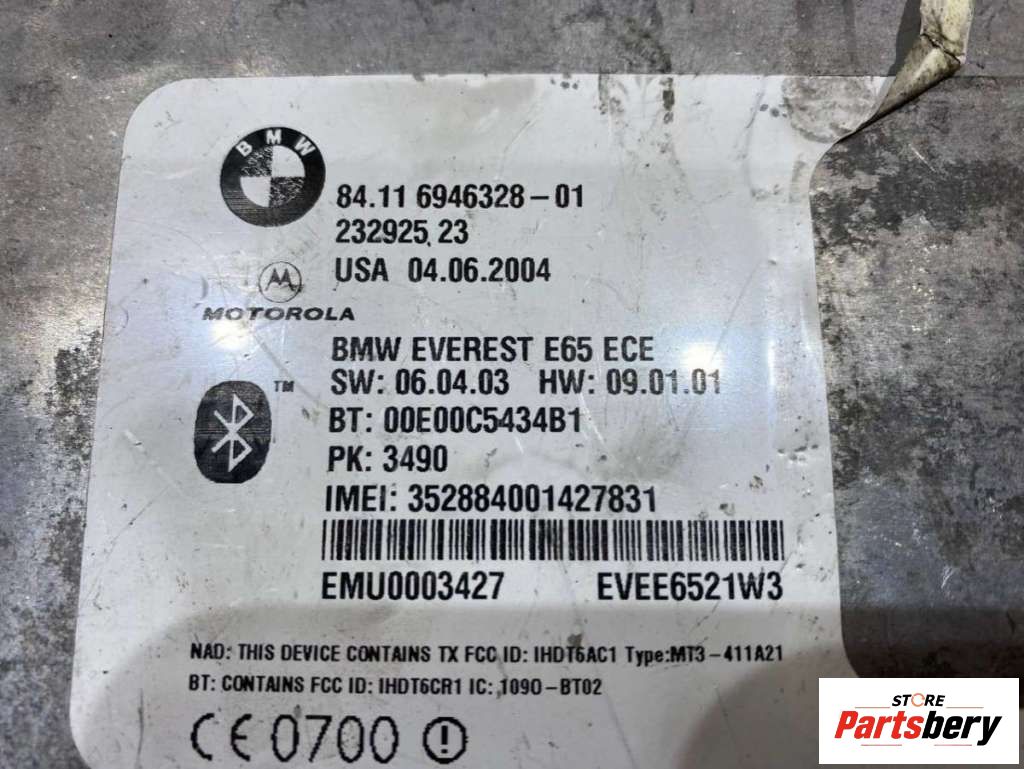 BMW
84.11 6946328-01
232925, 23
USA 04.06.2004
MOTOROLA
BMW EVEREST E65 ECE
TM
SW: 06.04.03 HW: 09.01.01
BT: 00E00C5434B1
PK: 3490
IMEI: 352884001427831
EMU0003427 EVEE6521W3
NAD: THIS DEVICE CONTAINS TX FCC ID: IHDT6AC1 Type:MT3-411A21
BT: CONTAINS FCC ID: IHDT6CR1 IC: 1090-BT02
CE 0700
STORE
Partsbery